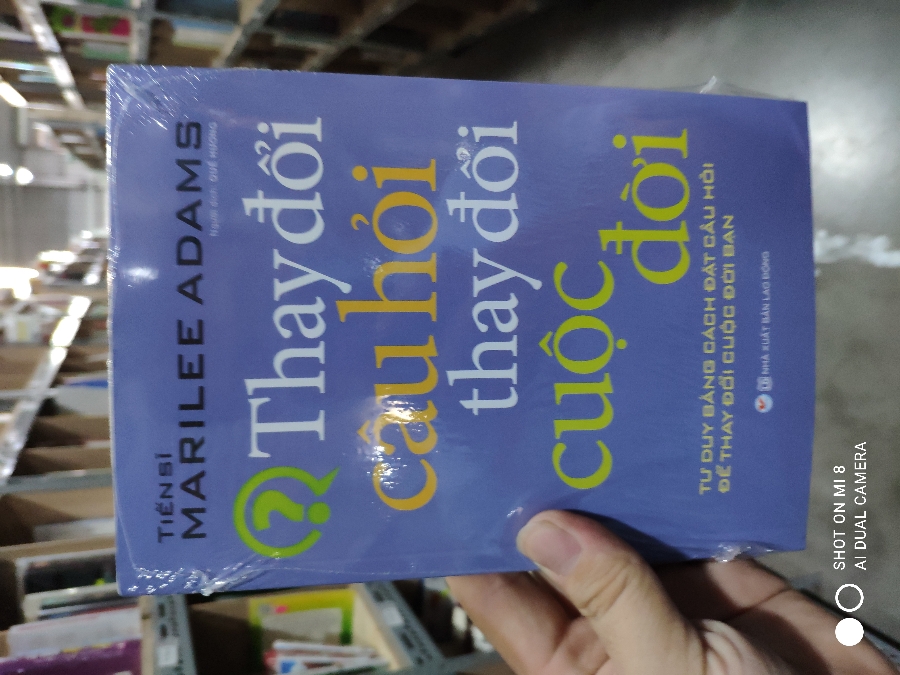 TIẾN SĨ
MARILEE ADAMS
Người dịch: QUẾ HƯƠNG
Thay đổi
câu hỏi
thay đổi
cuộc
đời
TƯ DUY BẰNG CÁCH ĐẶT CÂU HỎI
ĐỂ THAY ĐỔI CUỘC ĐỜI BẠN
NHÀ XUẤT BẢN LAO ĐỘNG
SHOT ON MI 8
AI DUAL CAMERA